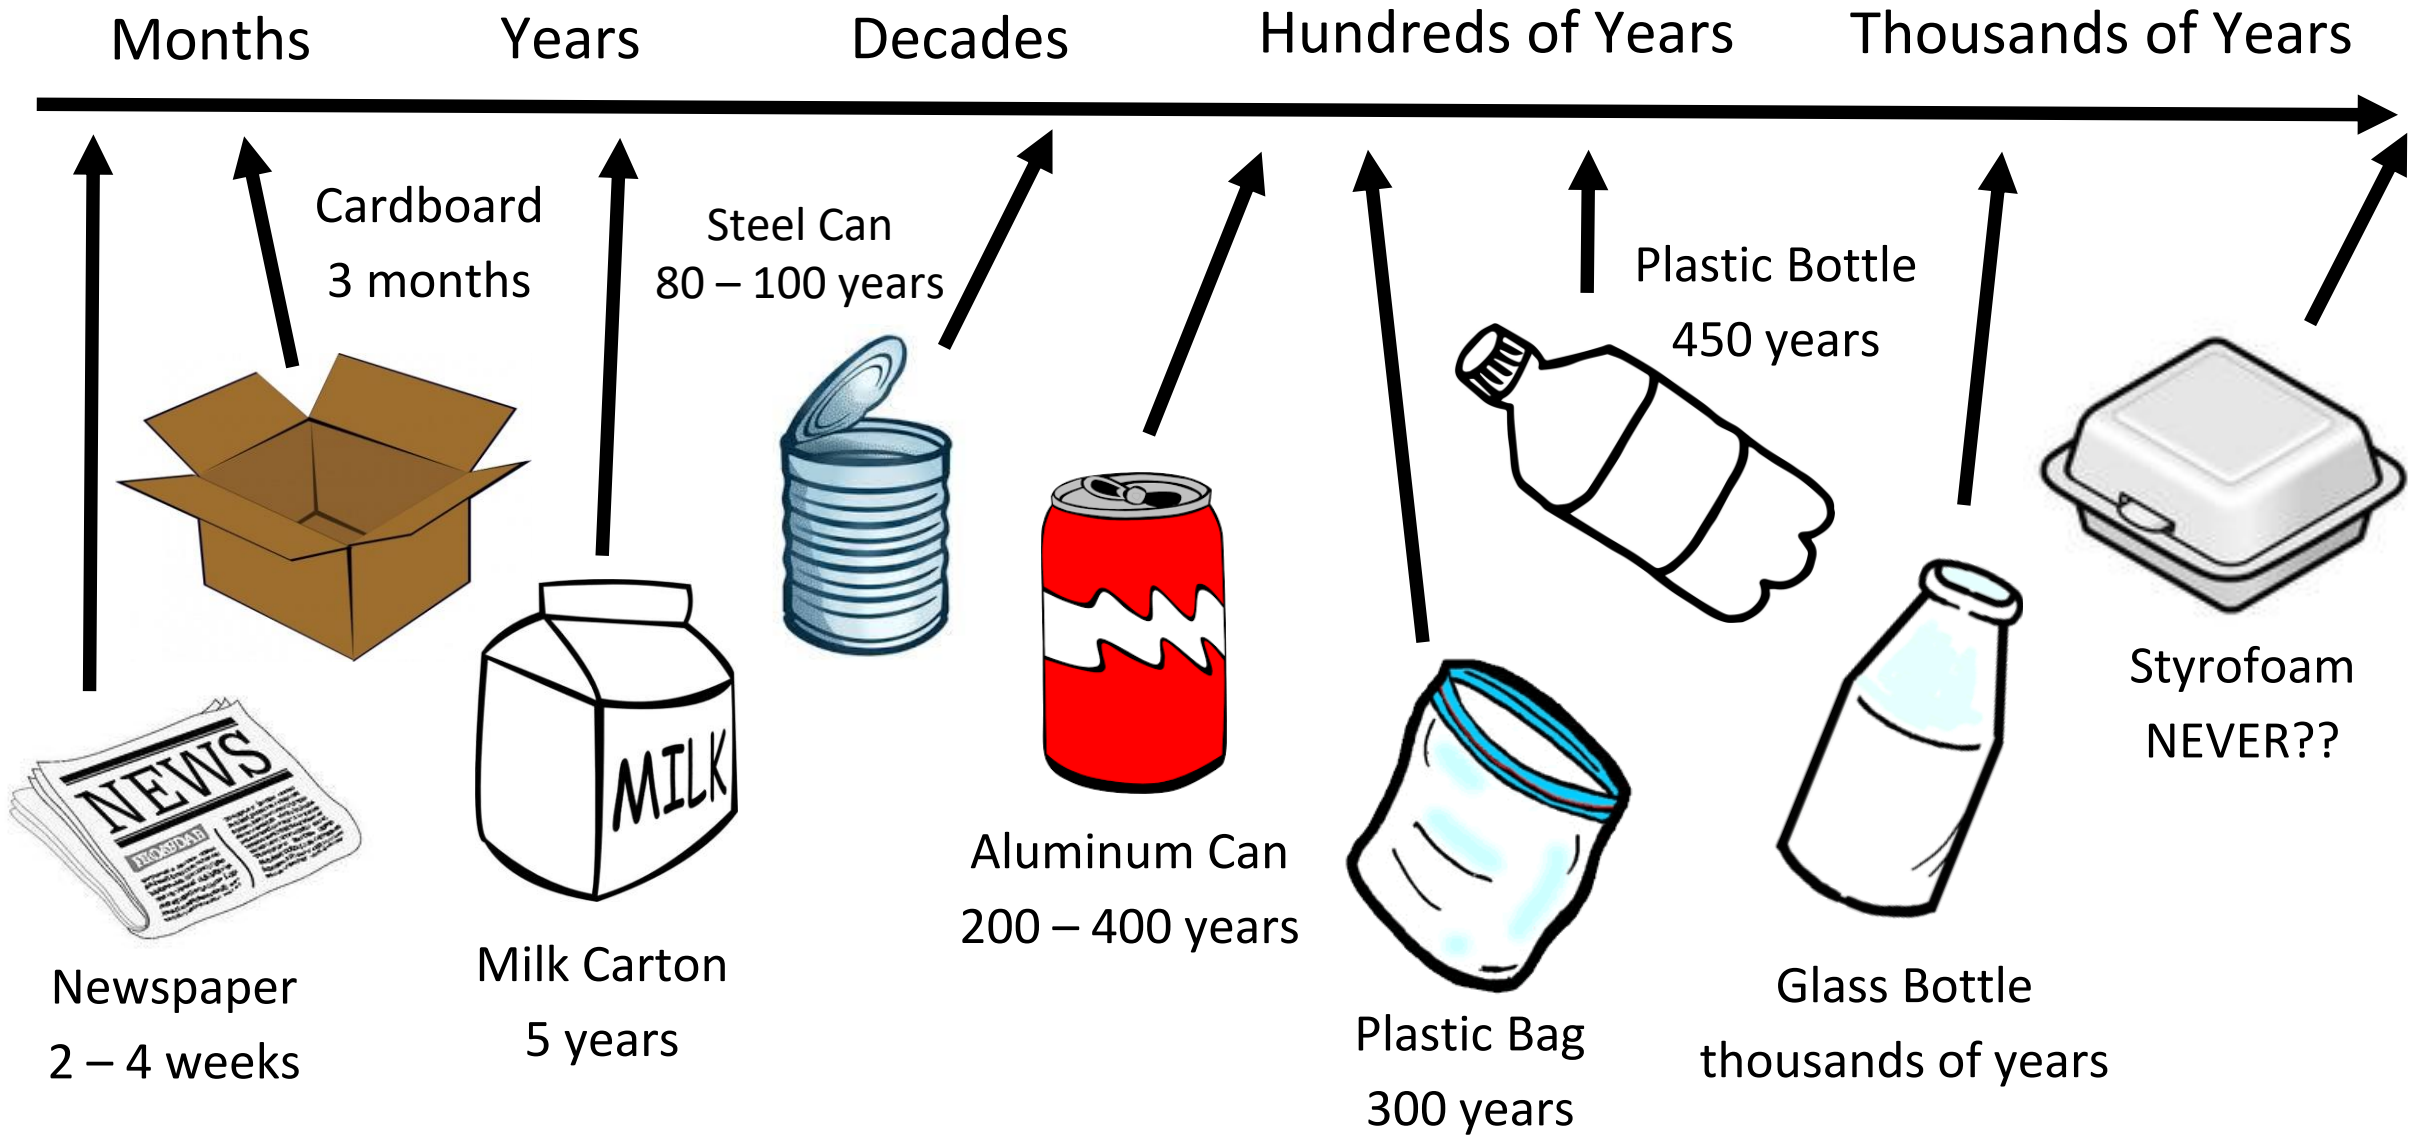 Months
Years
Decades
Hundreds of Years
Thousands of Years
Cardboard
3 months
Steel Can
80 – 100 years
Plastic Bottle
450 years
NEWS
MILK
Styrofoam
NEVER??
Aluminum Can
200 – 400 years
Newspaper
2 – 4 weeks
Milk Carton
5 years
Plastic Bag
300 years
Glass Bottle
thousands of years